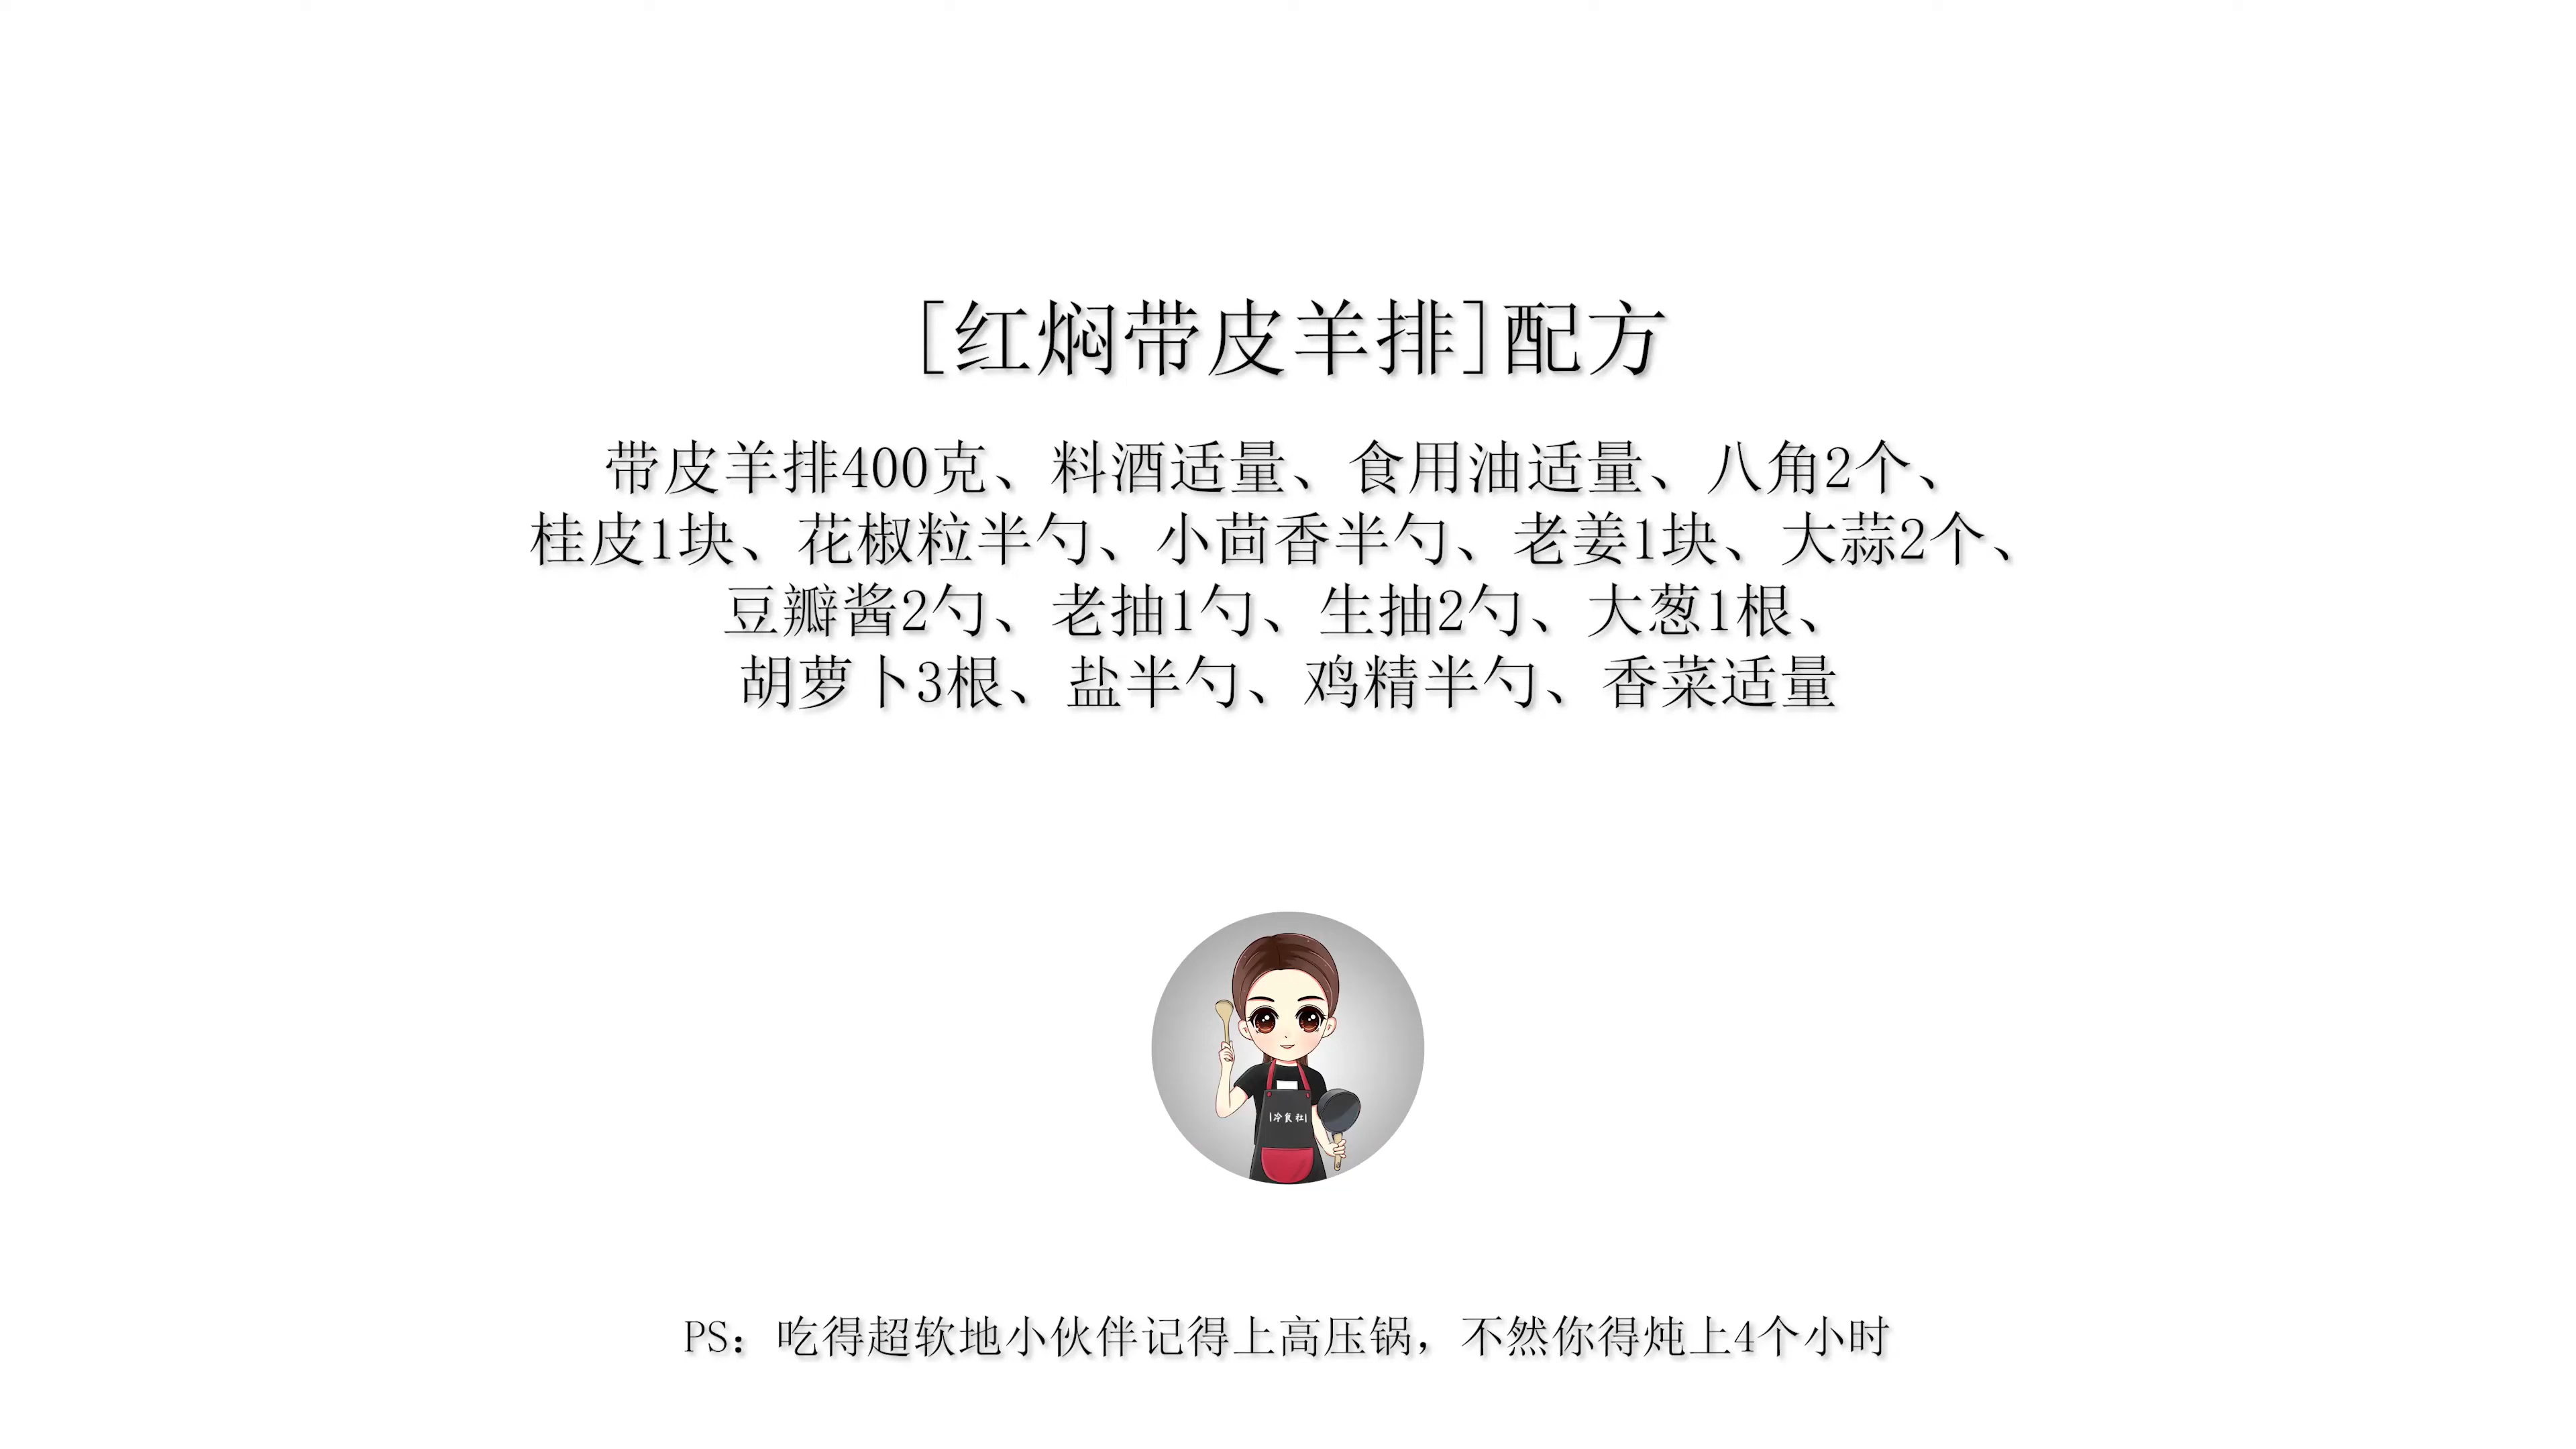 [红焖带皮羊排]配方
带皮羊排400克、料酒适量、食用油适量、八角2个、
桂皮1块、花椒粒半勺、小茴香半勺、老姜1块、大蒜2个、
豆瓣酱2勺、老抽1勺、生抽2勺、大葱1根、
胡萝卜3根、盐半勺、鸡精半勺、香菜适量
|冷食社|
PS：吃得超软地小伙伴记得上高压锅，不然你得炖上4个小时